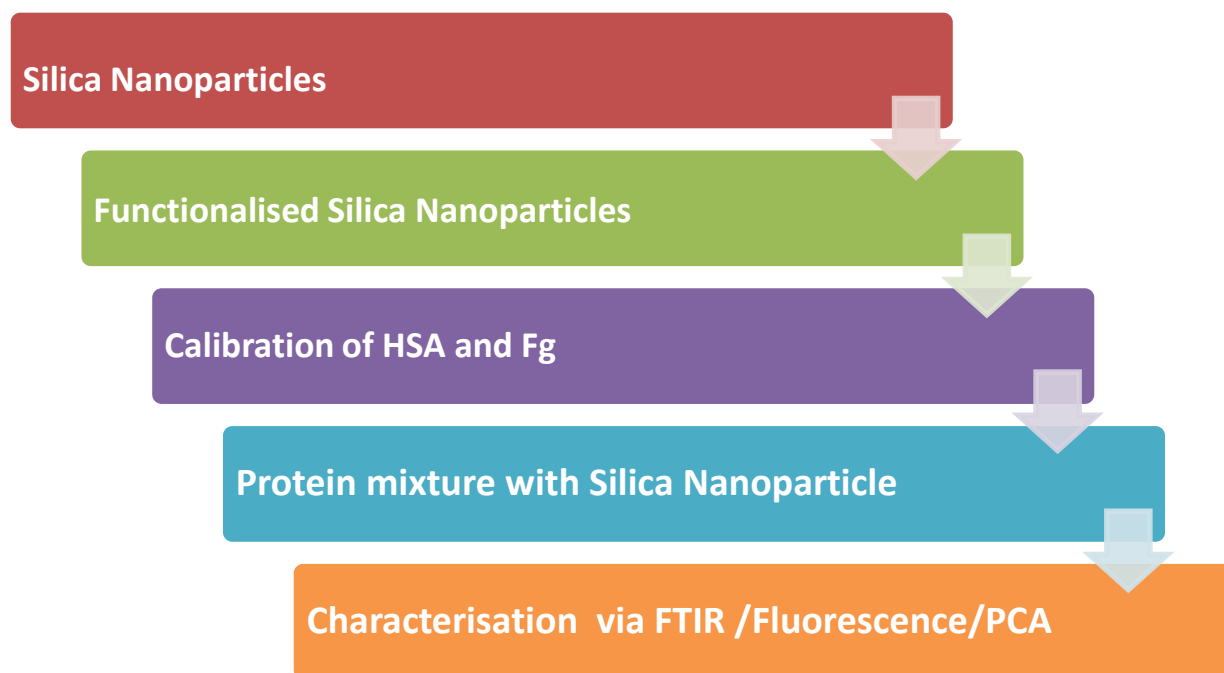 Silica Nanoparticles
Functionalised Silica Nanoparticles
Calibration of HSA and Fg
Protein mixture with Silica Nanoparticle
Characterisation  via FTIR /Fluorescence/PCA